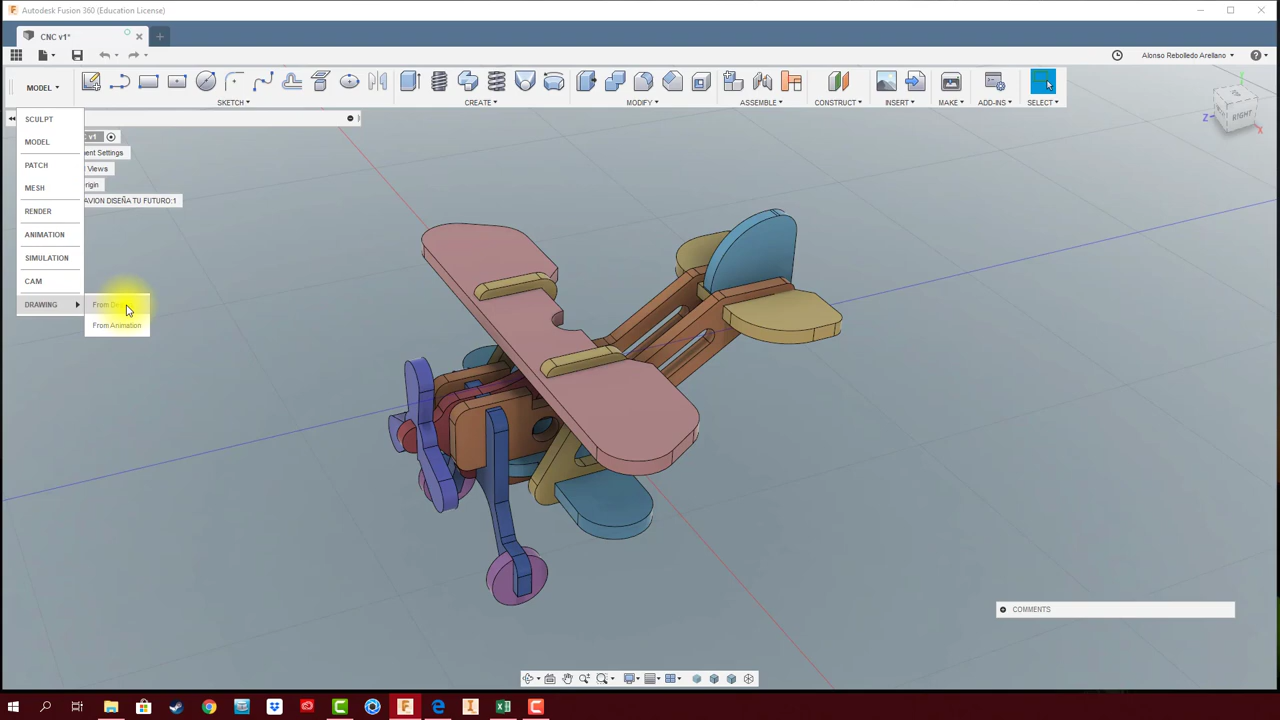 Autodesk Fusion 360 (Education License)
CNC v1*
Alonso Rebolledo Arellano
MODEL
SKETCH
CREATE
MODIFY
ASSEMBLE
CONSTRUCT
INSERT
MAKE
ADD-INS
SELECT
SCULPT
MODEL
PATCH
MESH
RENDER
ANIMATION
SIMULATION
CAM
DRAWING
From
From Animation
v1
Settings
Views
AVION DISEÑA TU FUTURO:1
RIGHT
Z
X
Y
COMMENTS